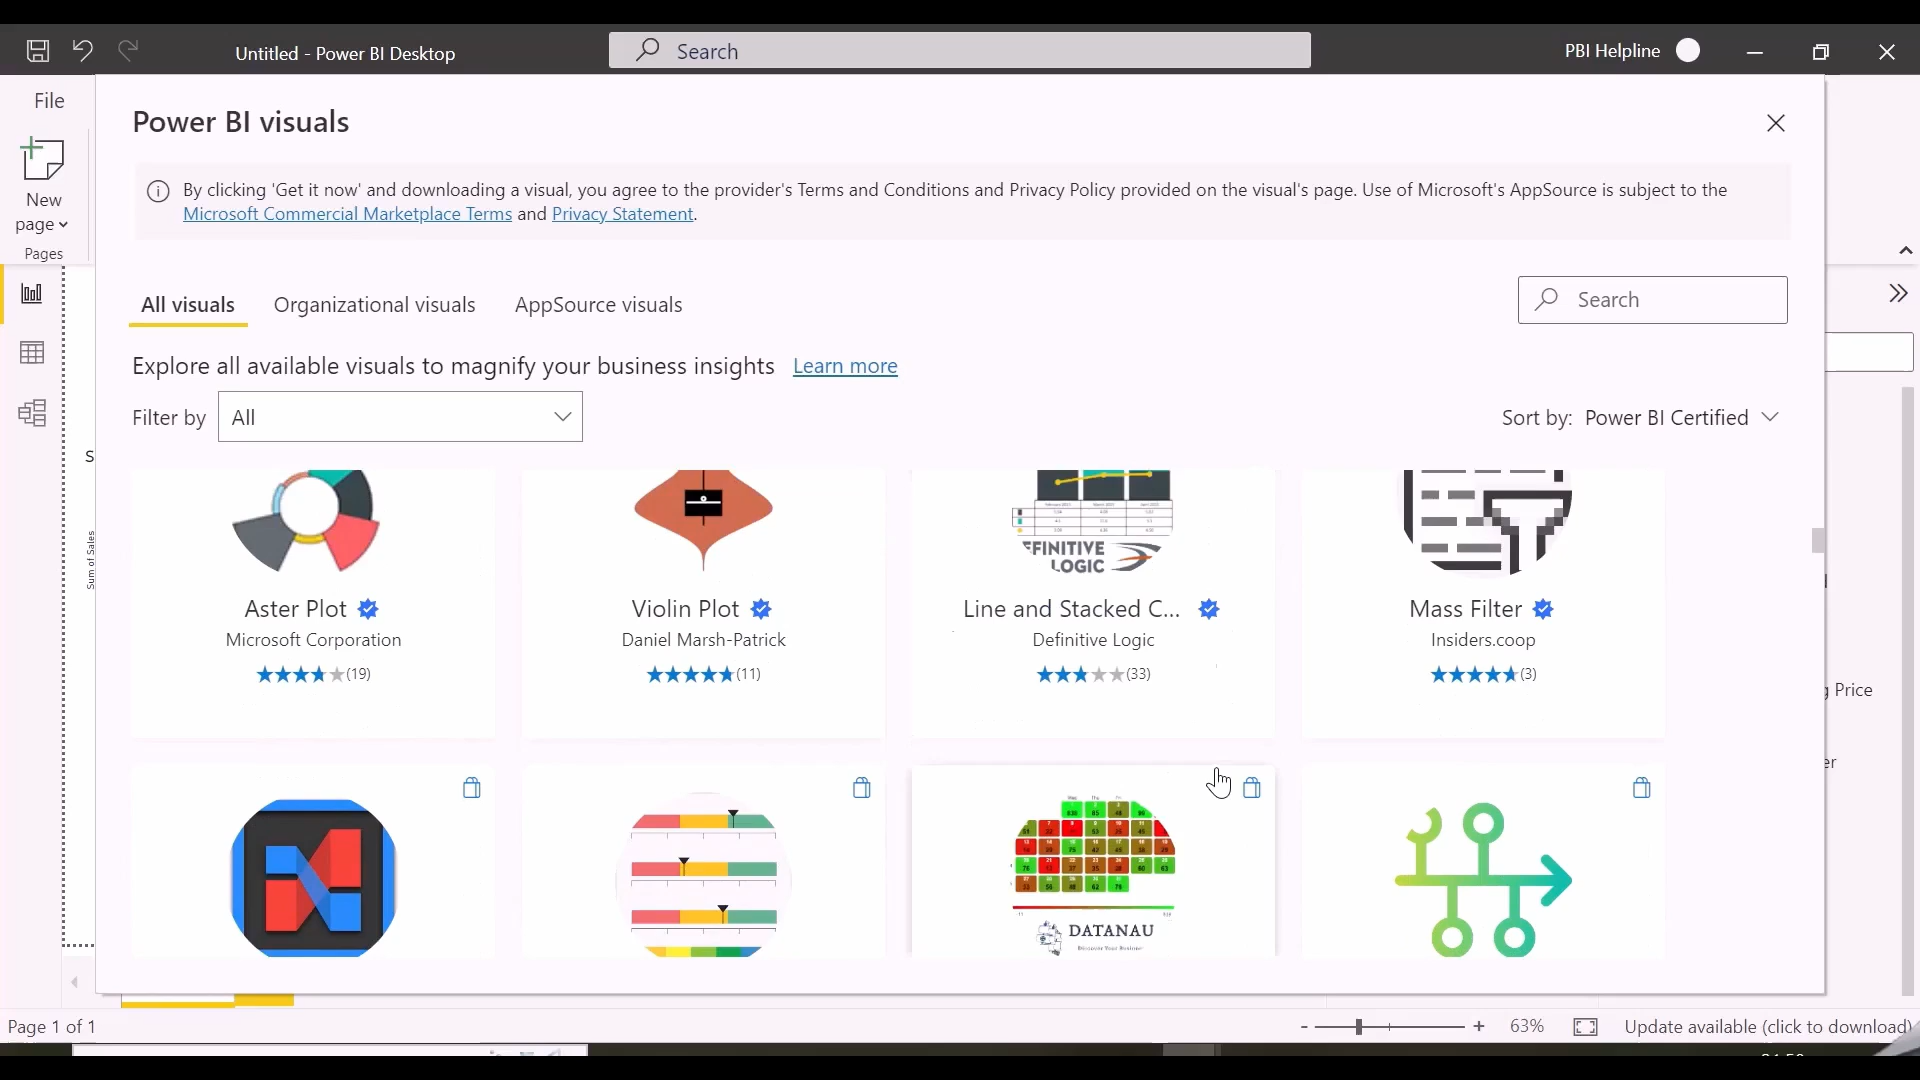 Untitled - Power BI Desktop
Search
PBI Helpline
File
Power BI visuals
New
page
Pages
By clicking 'Get it now' and downloading a visual, you agree to the provider's Terms and Conditions and Privacy Policy provided on the visual's page. Use of Microsoft's AppSource is subject to the
Microsoft Commercial Marketplace Terms and Privacy Statement.
All visuals
Organizational visuals
AppSource visuals
Search
Explore all available visuals to magnify your business insights Learn more
Filter by All
Sort by: Power BI Certified
S
Sum of Sales
LOGIC
Aster Plot
Microsoft Corporation
(19)
Violin Plot
Daniel Marsh-Patrick
(11)
Line and Stacked C...
Definitive Logic
(33)
Mass Filter
Insiders.coop
(3)
Price
er
DATANAU
Page 1 of 1
- + 63%
Update available (click to download)